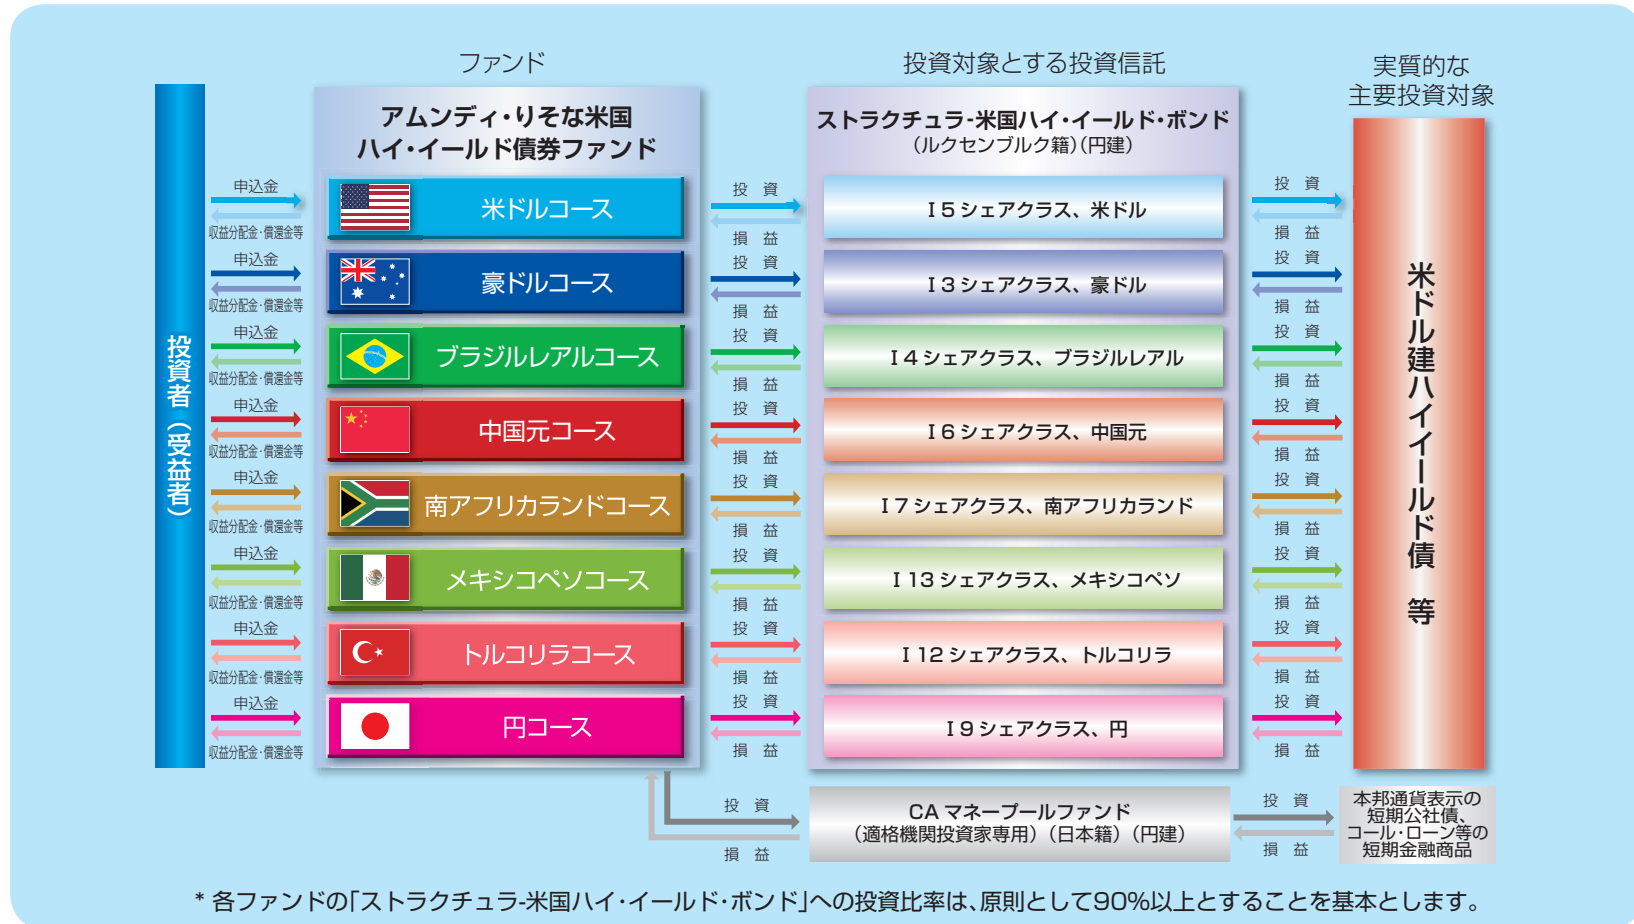 ファンド
投資対象とする投資信託
実質的な
主要投資対象
アムンディ・りそな米国
ハイ・イールド債券ファンド
ストラクチュラ-米国ハイ・イールド・ボンド
(ルクセンブルク籍)(円建)
投資者(受益者)
申込金
収益分配金・償還金等
米ドルコース
投 資
損 益
I 5 シェアクラス、米ドル
投 資
損 益
申込金
収益分配金・償還金等
豪ドルコース
投 資
損 益
I 3 シェアクラス、豪ドル
投 資
損 益
申込金
収益分配金・償還金等
ブラジルレアルコース
投 資
損 益
I 4 シェアクラス、ブラジルレアル
投 資
損 益
申込金
収益分配金・償還金等
中国元コース
投 資
損 益
I 6 シェアクラス、中国元
投 資
損 益
申込金
収益分配金・償還金等
南アフリカランドコース
投 資
損 益
I 7 シェアクラス、南アフリカランド
投 資
損 益
申込金
収益分配金・償還金等
メキシコペソコース
投 資
損 益
I 13 シェアクラス、メキシコペソ
投 資
損 益
申込金
収益分配金・償還金等
トルコリラコース
投 資
損 益
I 12 シェアクラス、トルコリラ
投 資
損 益
申込金
収益分配金・償還金等
円コース
投 資
損 益
I 9 シェアクラス、円
投 資
損 益
米ドル建ハイイールド債 等
投 資
損 益
CA マネープールファンド
(適格機関投資家専用)(日本籍)(円建)
投 資
損 益
本邦通貨表示の
短期公社債、
コール・ローン等の
短期金融商品
* 各ファンドの「ストラクチュラ-米国ハイ・イールド・ボンド」への投資比率は、原則として90%以上とすることを基本とします。